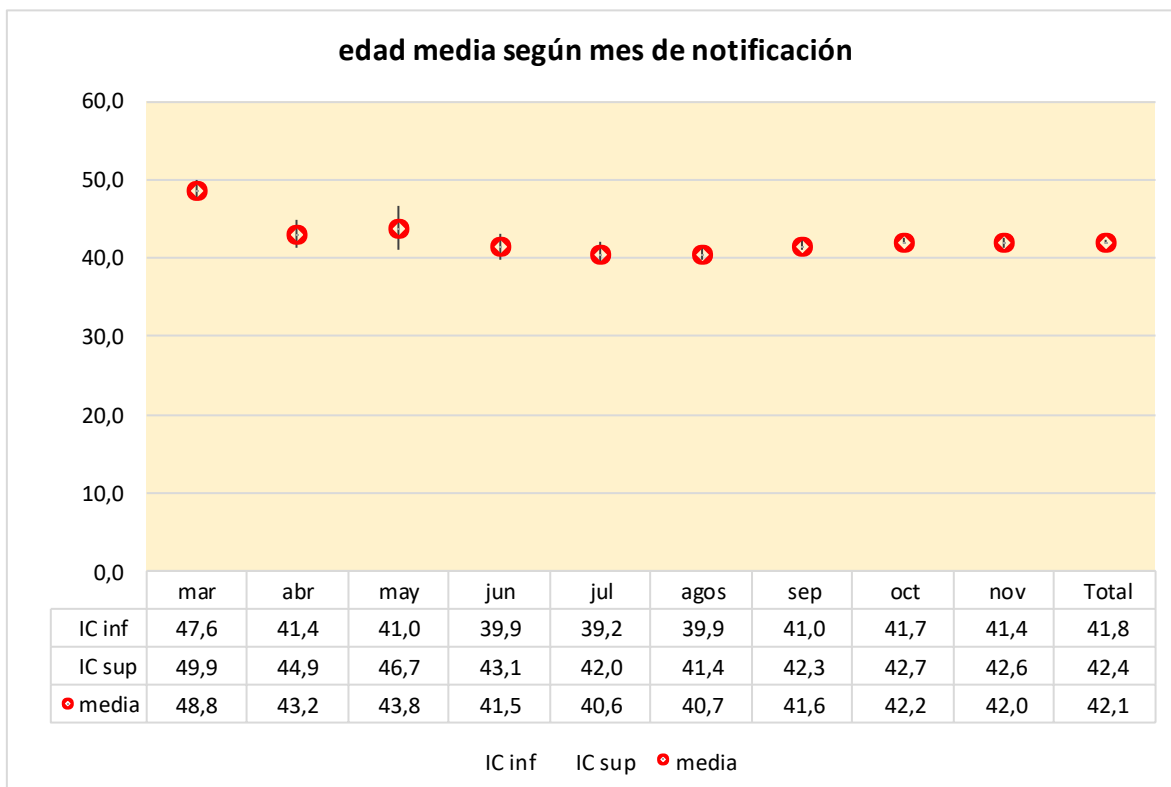 edad media según mes de notificación
60,0
50,0
40,0
30,0
20,0
10,0
0,0
mar abr may jun jul agos sep oct nov Total
IC inf 47,6 41,4 41,0 39,9 39,2 39,9 41,0 41,7 41,4 41,8
IC sup 49,9 44,9 46,7 43,1 42,0 41,4 42,3 42,7 42,6 42,4
media 48,8 43,2 43,8 41,5 40,6 40,7 41,6 42,2 42,0 42,1
IC inf IC sup media